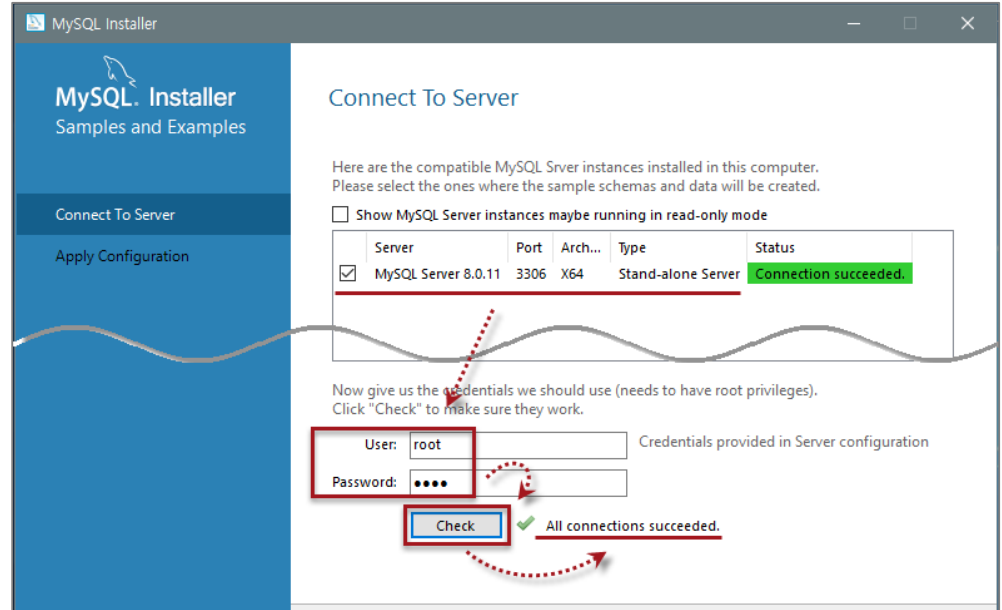 MySQL Installer
MySQL. Installer
Samples and Examples
Connect To Server
Apply Configuration
Connect To Server
Here are the compatible MySQL Srver instances installed in this computer.
Please select the ones where the sample schemas and data will be created.
Show MySQL Server instances maybe running in read-only mode
Server Port Arch... Type Status
MySQL Server 8.0.11 3306 X64 Stand-alone Server Connection succeeded.
Now give us the credentials we should use (needs to have root privileges).
Click "Check" to make sure they work.
User: root Credentials provided in Server configuration
Password: ●●●●
Check All connections succeeded.